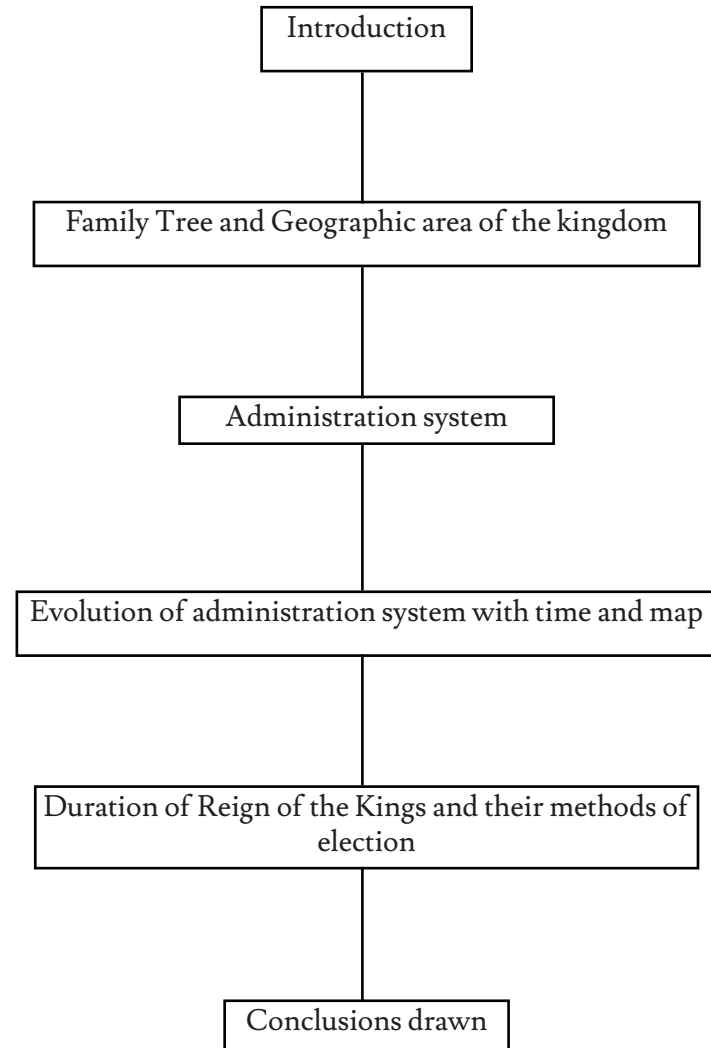 Introduction
Family Tree and Geographic area of the kingdom
Administration system
Evolution of administration system with time and map
Duration of Reign of the Kings and their methods of
election
Conclusions drawn